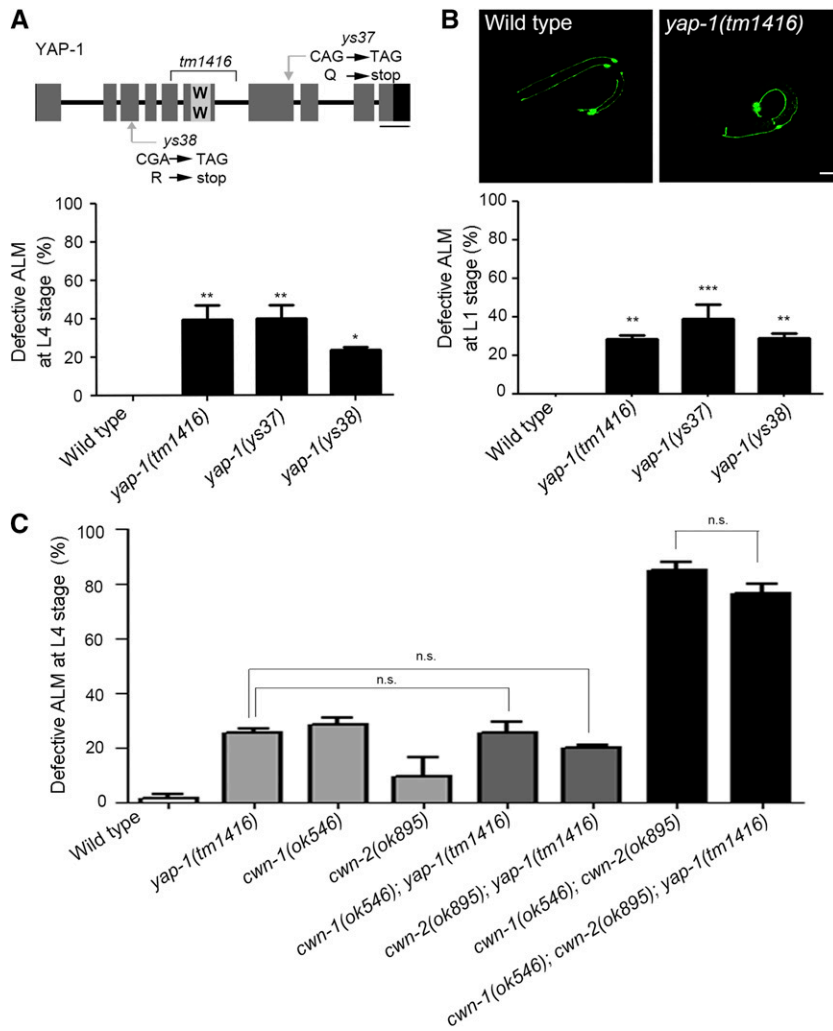 A
YAP-1
tm1416
ys37
CAG TAG
Q stop
W
W
ys38
CGA TAG
R stop
Defective ALM
at L4 stage (%)
100
80
60
40
20
0
**
**
*
Wild type
yap-1(tm1416)
yap-1(ys37)
yap-1(ys38)
B
Wild type
yap-1(tm1416)
Defective ALM
at L1 stage (%)
100
80
60
40
20
0
**
***
**
Wild type
yap-1(tm1416)
yap-1(ys37)
yap-1(ys38)
C
Defective ALM at L4 stage (%)
100
80
60
40
20
0
n.s.
n.s.
n.s.
Wild type
yap-1(tm1416)
cwn-1(ok546)
cwn-2(ok895)
cwn-1(ok546); yap-1(tm1416)
cwn-2(ok895); yap-1(tm1416)
cwn-1(ok546); cwn-2(ok895)
cwn-1(ok546); cwn-2(ok895); yap-1(tm1416)